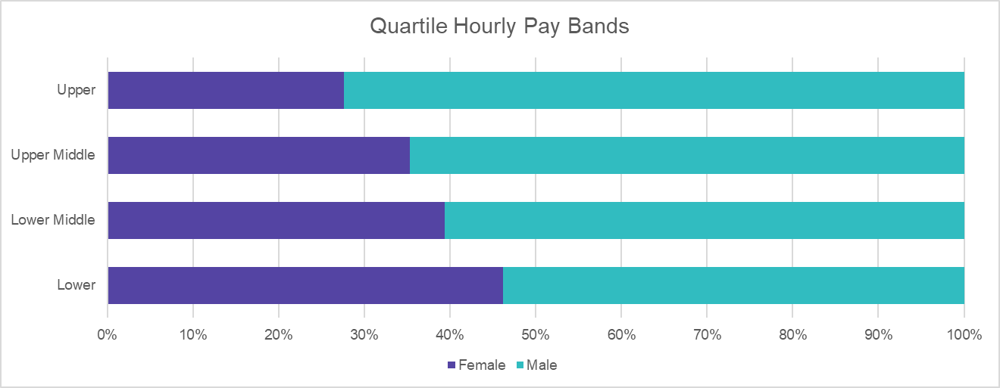 Quartile Hourly Pay Bands
Upper
Upper Middle
Lower Middle
Lower
0% 10% 20% 30% 40% 50% 60% 70% 80% 90% 100%
Female Male